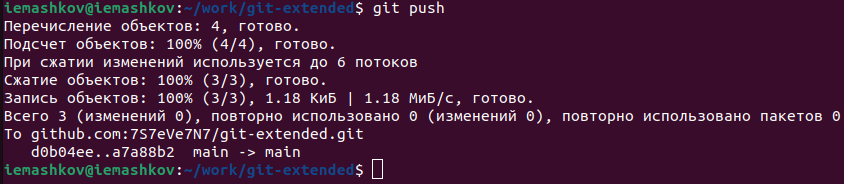 iemashkov@iemashkov:~/work/git-extended$ git push
Перечисление объектов: 4, готово.
Подсчет объектов: 100% (4/4), готово.
При сжатии изменений используется до 6 потоков
Сжатие объектов: 100% (3/3), готово.
Запись объектов: 100% (3/3), 1.18 КиБ | 1.18 МиБ/с, готово.
Всего 3 (изменений 0), повторно использовано 0 (изменений 0), повторно использовано пакетов 0
To github.com:7S7eVe7N7/git-extended.git
   d0b04ee..a7a88b2  main -> main
iemashkov@iemashkov:~/work/git-extended$